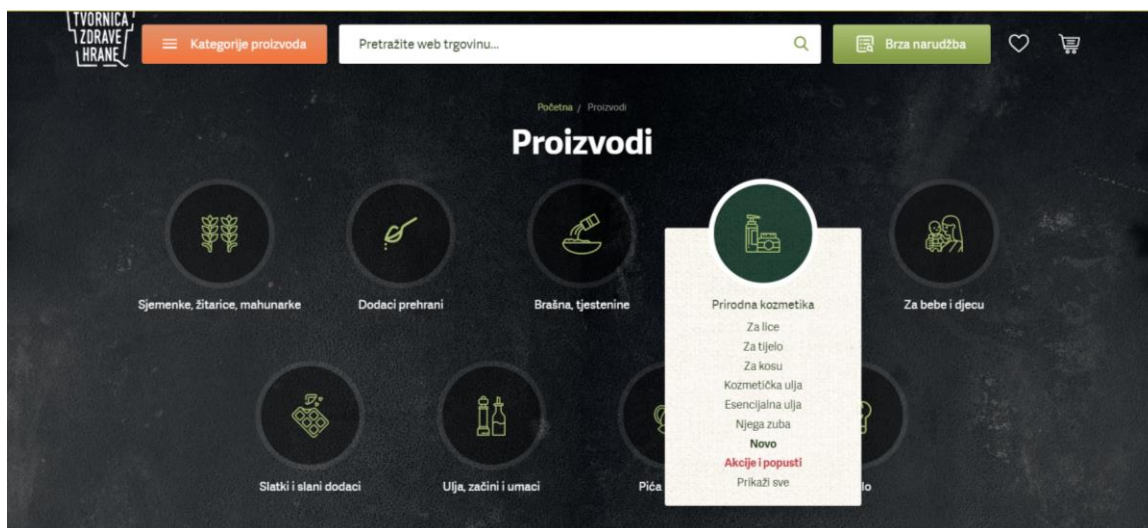 TVORNICA
ZDRAVE
HRANE
Kategorije proizvoda
Pretražite web trgovinu...
Brza narudžba
Početna / Proizvodi
Proizvodi
Sjemenke, žitarice, mahunarke
Dodaci prehrani
Brašna, tjestenine
Prirodna kozmetika
Za bebe i djecu
Za lice
Za tijelo
Za kosu
Kozmetička ulja
Esencijalna ulja
Njega zuba
Novo
Akcije i popusti
Prikaži sve
Slatki i slani dodaci
Ulja, začini i umaci
Pića
lo